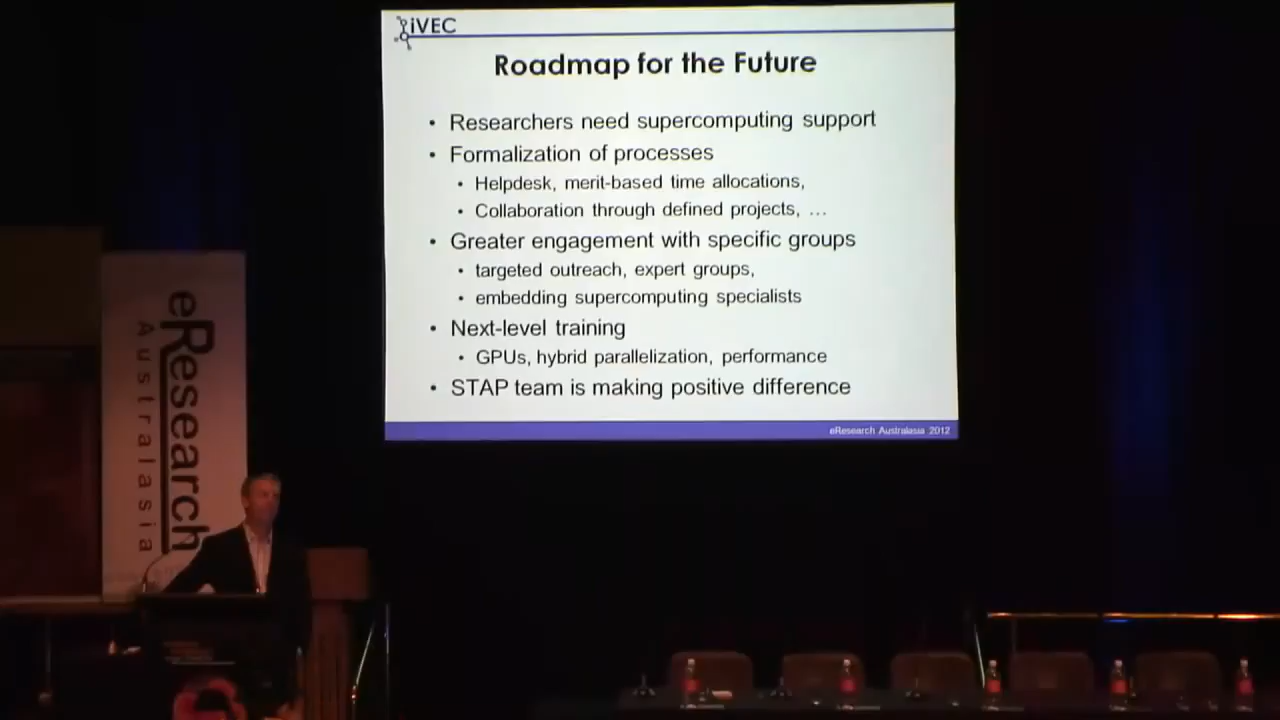 iVEC
Roadmap for the Future
• Researchers need supercomputing support
• Formalization of processes
• Helpdesk, merit-based time allocations,
• Collaboration through defined projects, …
• Greater engagement with specific groups
• targeted outreach, expert groups,
• embedding supercomputing specialists
• Next-level training
• GPUs, hybrid parallelization, performance
• STAP team is making positive difference
eResearch Australasia 2012
eResearch
Australasia